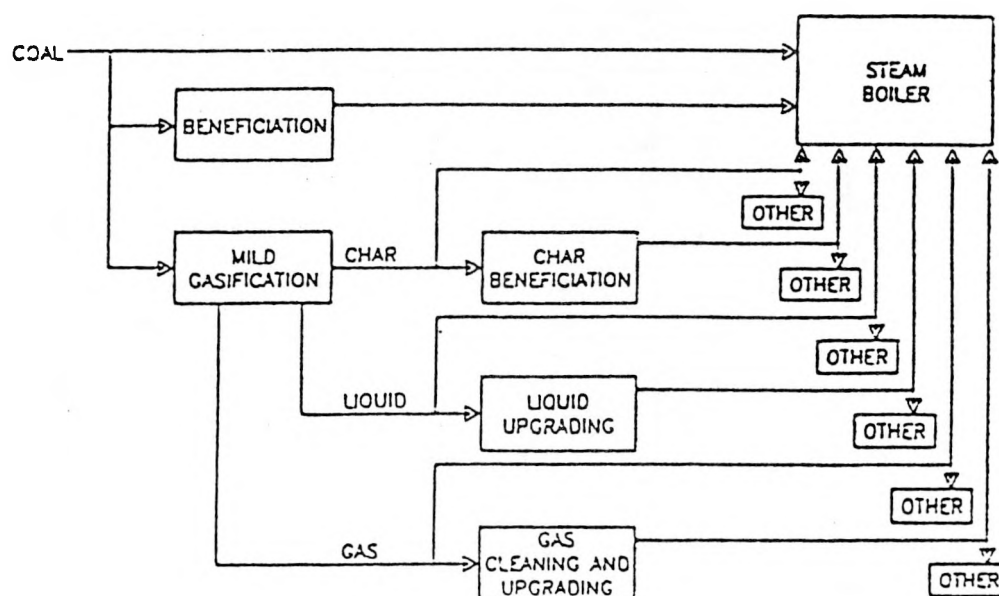 COAL
STEAM
BOILER
BENEFICIATION
OTHER
MILD
GASIFICATION
CHAR
CHAR
BENEFICIATION
OTHER
OTHER
LIQUID
LIQUID
UPGRADING
OTHER
OTHER
GAS
GAS
CLEANING AND
UPGRADING
OTHER